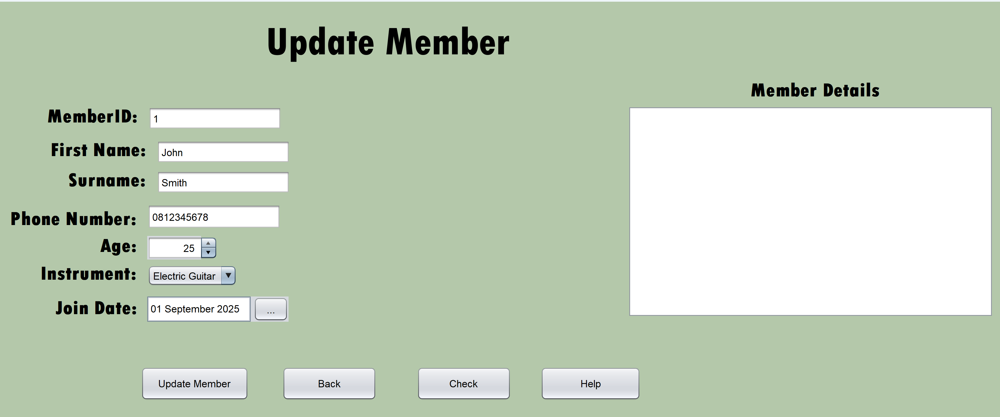 Update Member
Member Details
MemberID: 1
First Name: John
Surname: Smith
Phone Number: 0812345678
Age: 25
Instrument: Electric Guitar
Join Date: 01 September 2025 ...
Update Member Back Check Help